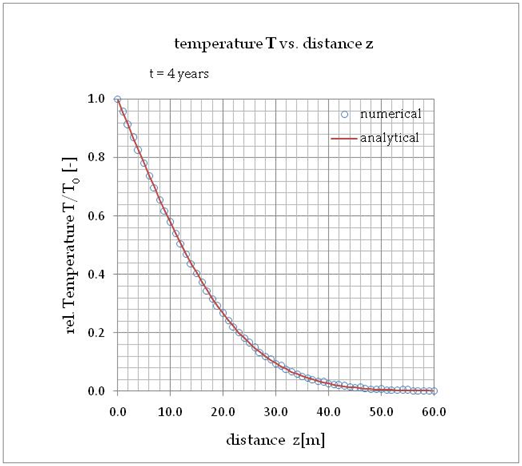 temperature T vs. distance z
t = 4 years
numerical
analytical
rel. Temperature T/T₀ [-]
1.0
0.8
0.6
0.4
0.2
0.0
0.0 10.0 20.0 30.0 40.0 50.0 60.0
distance z[m]